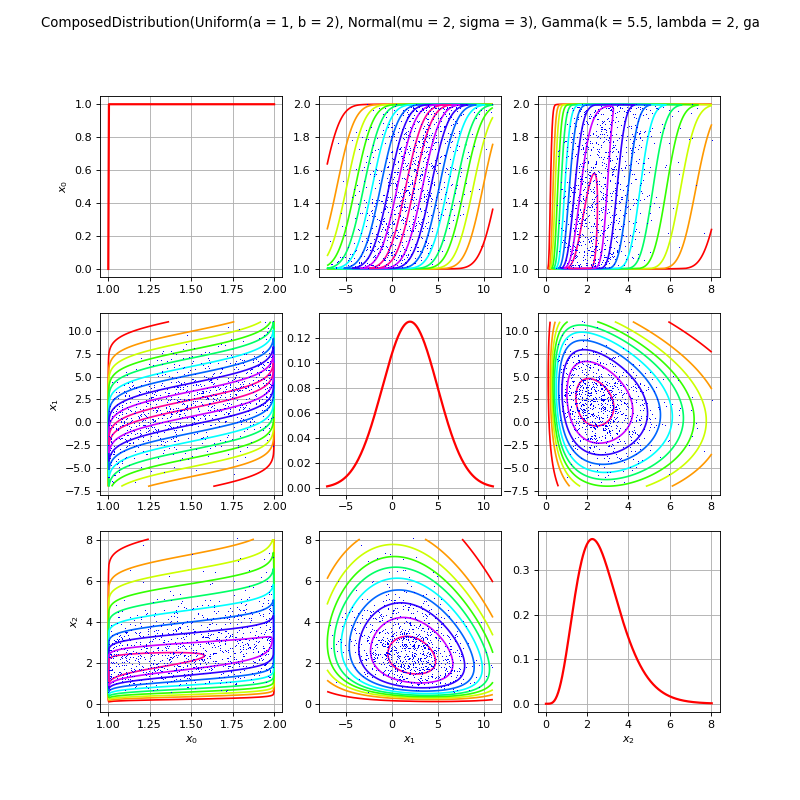 ComposedDistribution(Uniform(a = 1, b = 2), Normal(mu = 2, sigma = 3), Gamma(k = 5.5, lambda = 2, ga
1.0 2.0 2.0
0.8 1.8 1.8
0.6 1.6 1.6
x0
0.4 1.4 1.4
0.2 1.2 1.2
0.0 1.0 1.0
1.00 1.25 1.50 1.75 2.00 −5 0 5 10 0 2 4 6 8
10.0 0.12 10.0
7.5 0.10 7.5
5.0 0.08 5.0
x1
2.5 0.06 2.5
0.0 0.04 0.0
−2.5 0.02 −2.5
−5.0 0.00 −5.0
−7.5 −7.5
1.00 1.25 1.50 1.75 2.00 −5 0 5 10 0 2 4 6 8
8 8 0.3
6 6 0.2
x2
4 4 0.1
2 2 0.0
0 0
1.00 1.25 1.50 1.75 2.00 −5 0 5 10 0 2 4 6 8
x0 x1 x2